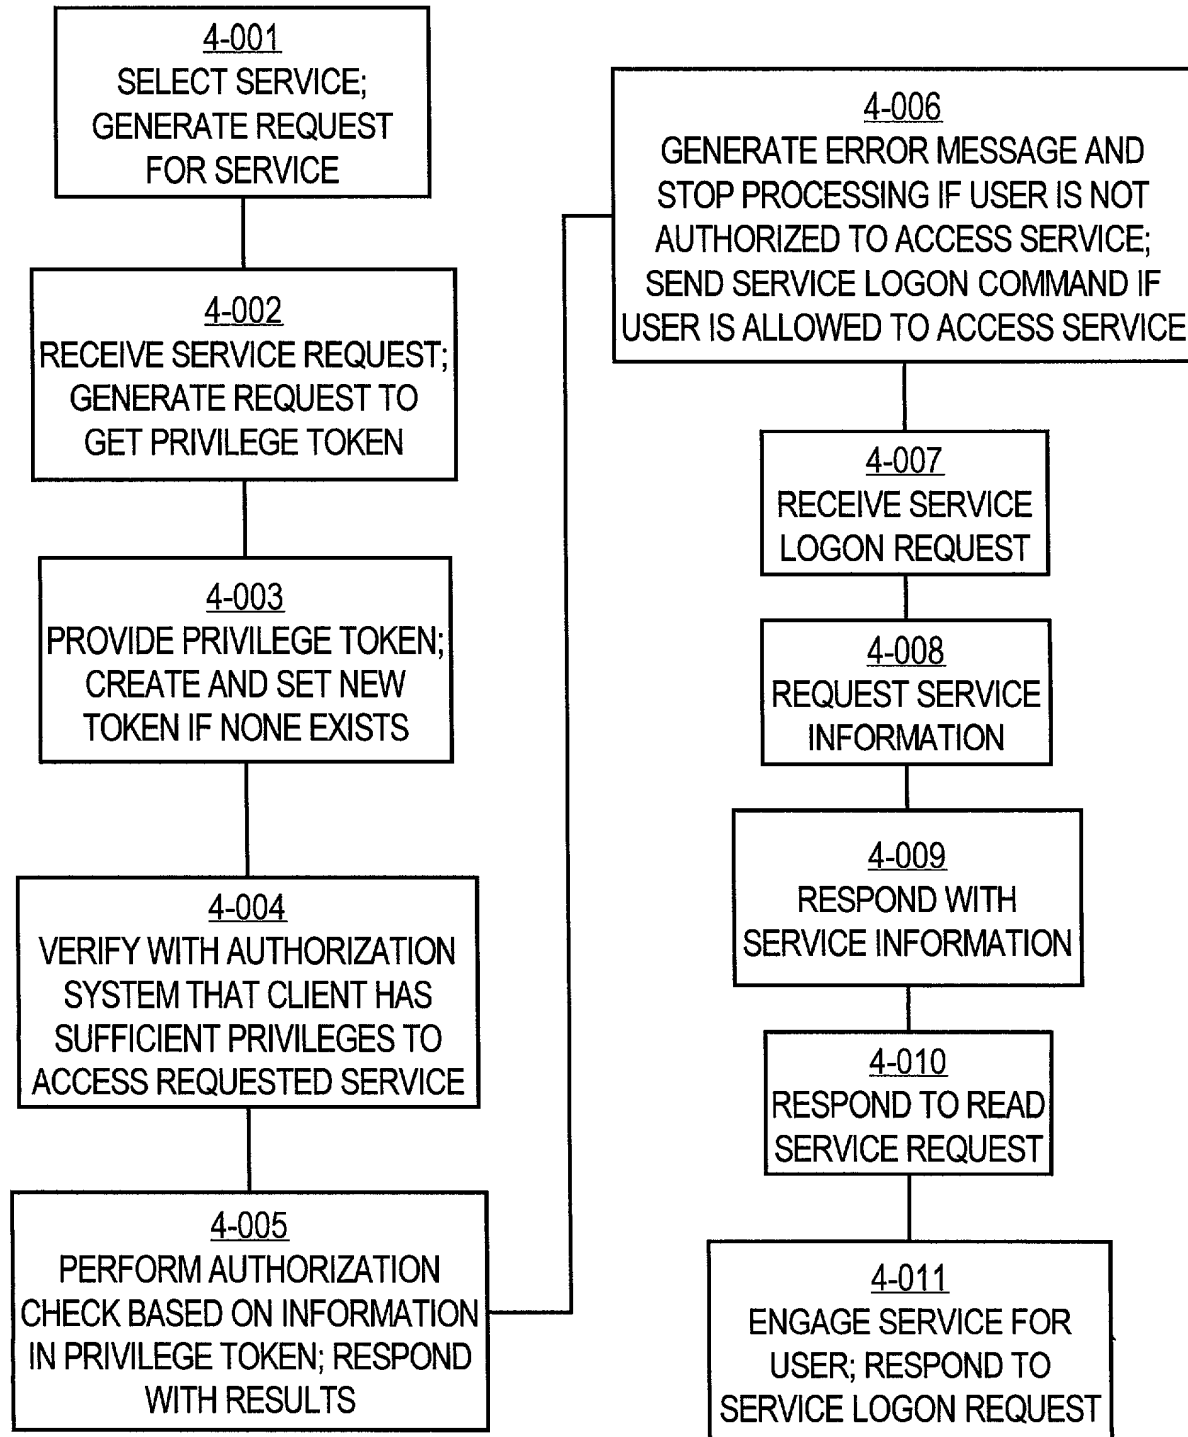 4-001
SELECT SERVICE;
GENERATE REQUEST
FOR SERVICE
4-002
RECEIVE SERVICE REQUEST;
GENERATE REQUEST TO
GET PRIVILEGE TOKEN
4-003
PROVIDE PRIVILEGE TOKEN;
CREATE AND SET NEW
TOKEN IF NONE EXISTS
4-004
VERIFY WITH AUTHORIZATION
SYSTEM THAT CLIENT HAS
SUFFICIENT PRIVILEGES TO
ACCESS REQUESTED SERVICE
4-005
PERFORM AUTHORIZATION
CHECK BASED ON INFORMATION
IN PRIVILEGE TOKEN; RESPOND
WITH RESULTS
4-006
GENERATE ERROR MESSAGE AND
STOP PROCESSING IF USER IS NOT
AUTHORIZED TO ACCESS SERVICE;
SEND SERVICE LOGON COMMAND IF
USER IS ALLOWED TO ACCESS SERVICE
4-007
RECEIVE SERVICE
LOGON REQUEST
4-008
REQUEST SERVICE
INFORMATION
4-009
RESPOND WITH
SERVICE INFORMATION
4-010
RESPOND TO READ
SERVICE REQUEST
4-011
ENGAGE SERVICE FOR
USER; RESPOND TO
SERVICE LOGON REQUEST